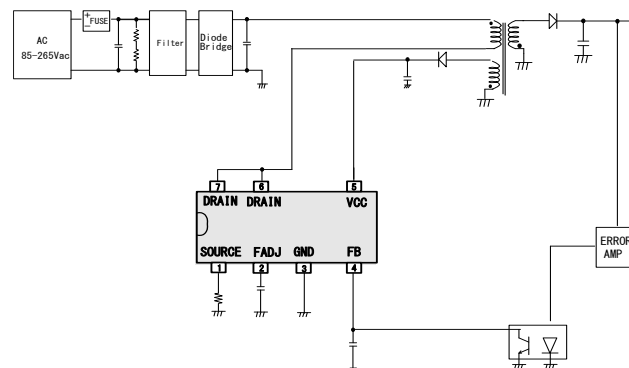 AC
85-265Vac
+
-
FUSE
Filter
Diode
Bridge
7
6
5
DRAIN
DRAIN
VCC
SOURCE
FADJ
GND
FB
1
2
3
4
ERROR
AMP